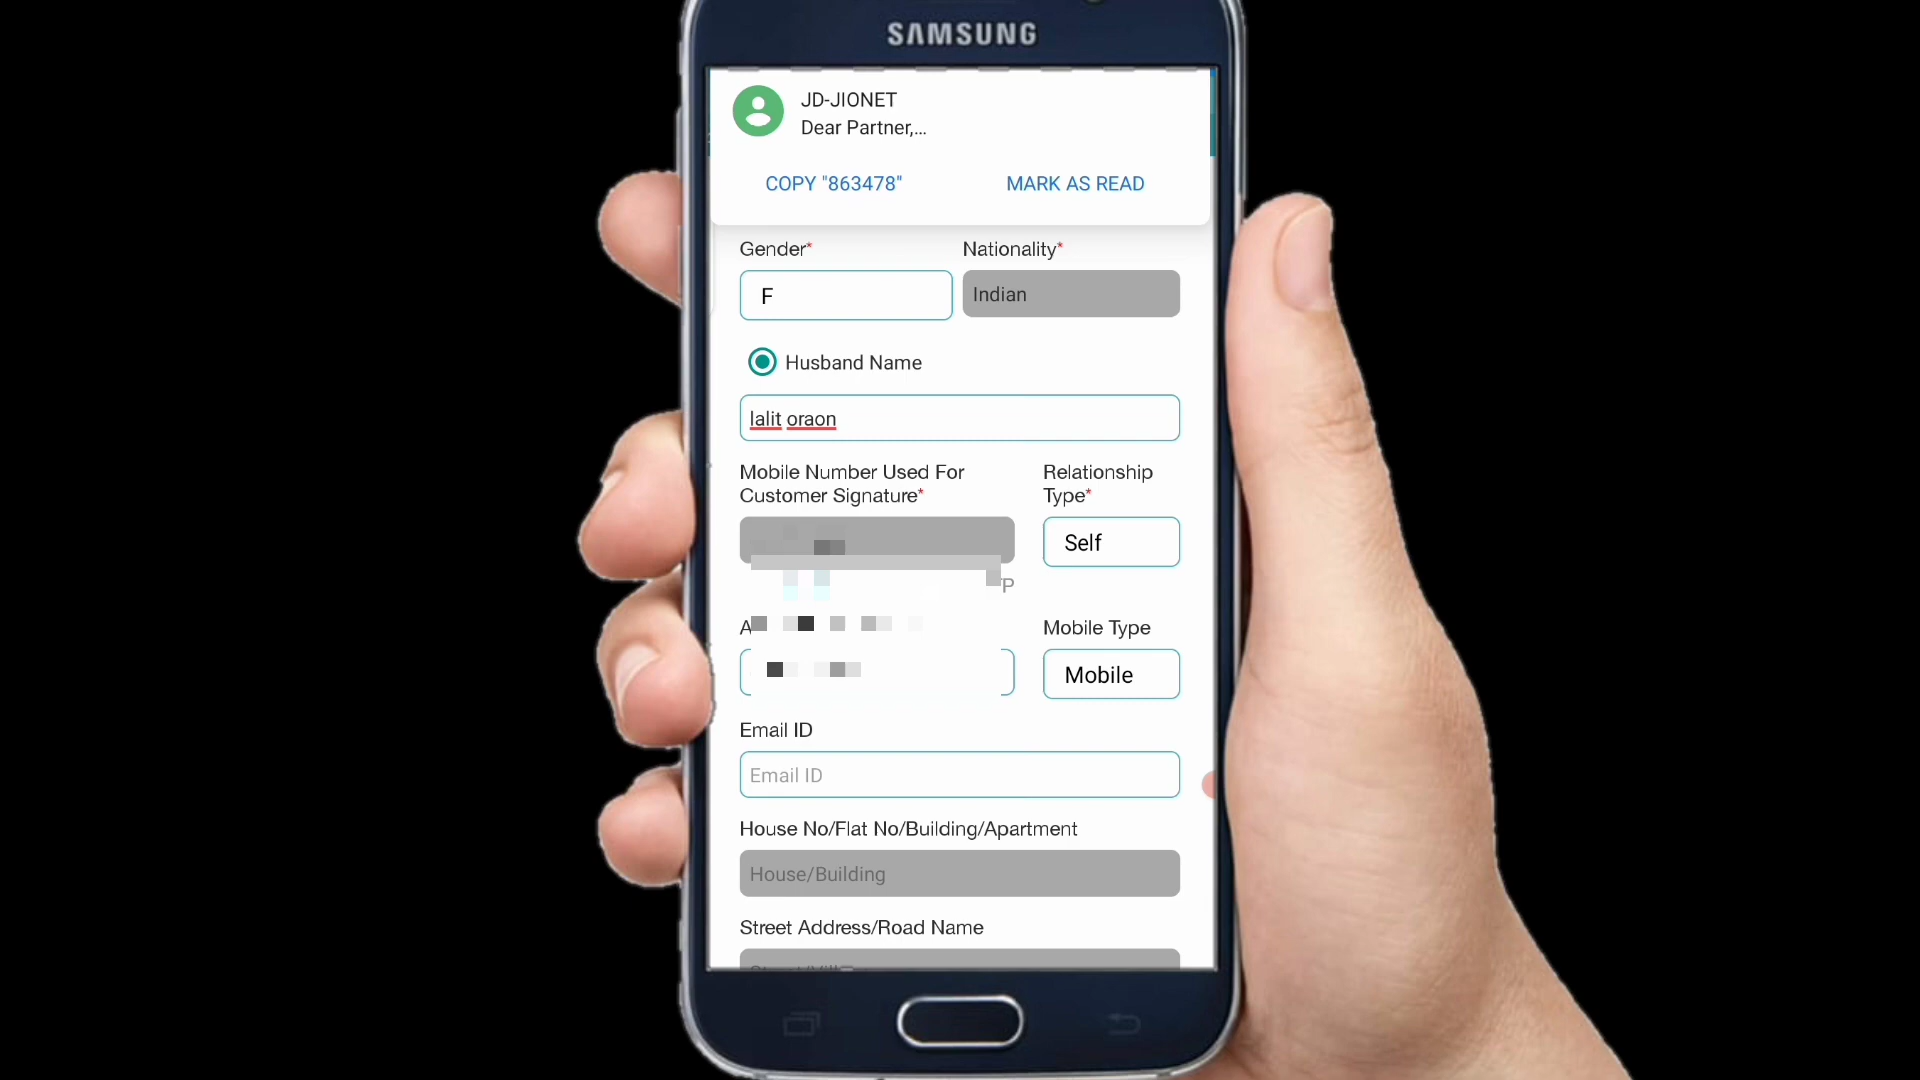 SAMSUNG
JD-JIONET
Dear Partner,...
COPY "863478"
MARK AS READ
Gender*
Nationality*
F
Indian
Husband Name
lalit oraon
Mobile Number Used For
Customer Signature*
Relationship
Type*
Self
Mobile Type
Mobile
Email ID
Email ID
House No/Flat No/Building/Apartment
House/Building
Street Address/Road Name